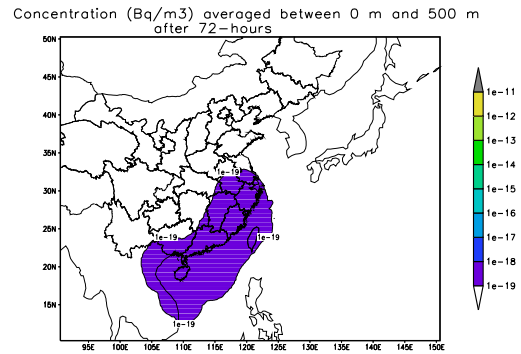 Concentration (Bq/m3) averaged between 0 m and 500 m
after 72-hours
50N
45N
40N
35N
30N
25N
20N
15N
95E 100E 105E 110E 115E 120E 125E 130E 135E 140E 145E 150E
1e-19
1e-19
1e-19
1e-19
1e-11
1e-12
1e-13
1e-14
1e-15
1e-16
1e-17
1e-18
1e-19